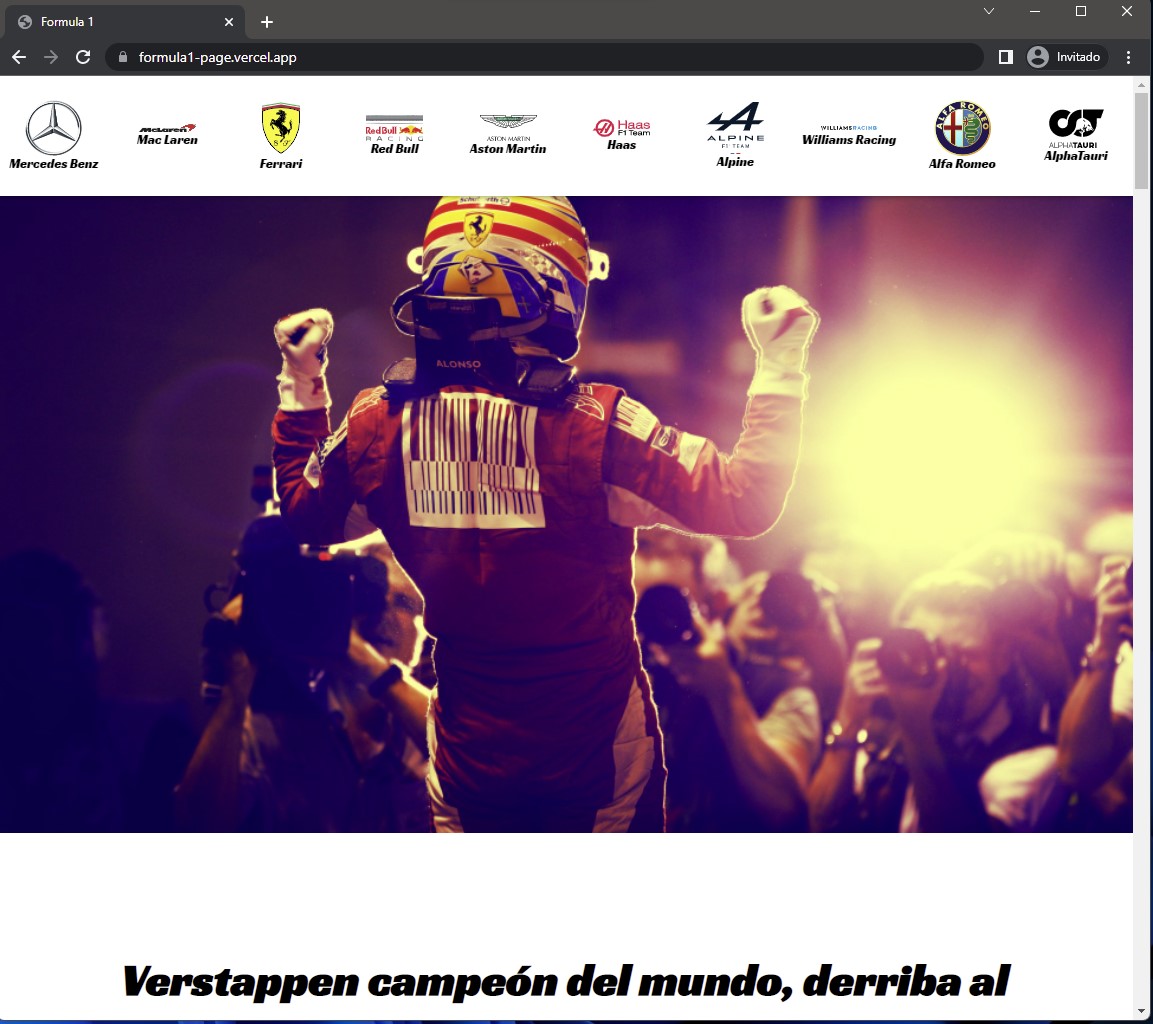 Formula 1
formula1-page.vercel.app
Invitado
Mercedes Benz
McLaren
Mac Laren
Ferrari
RedBull
RACING
Red Bull
ASTON MARTIN
Aston Martin
Haas
F1 Team
Haas
ALPINE
F1 TEAM
Alpine
WILLIAMS RACING
Williams Racing
ALFA ROMEO
Alfa Romeo
ALPHATAURI
AlphaTauri
ALONSO
Verstappen campeón del mundo, derriba al